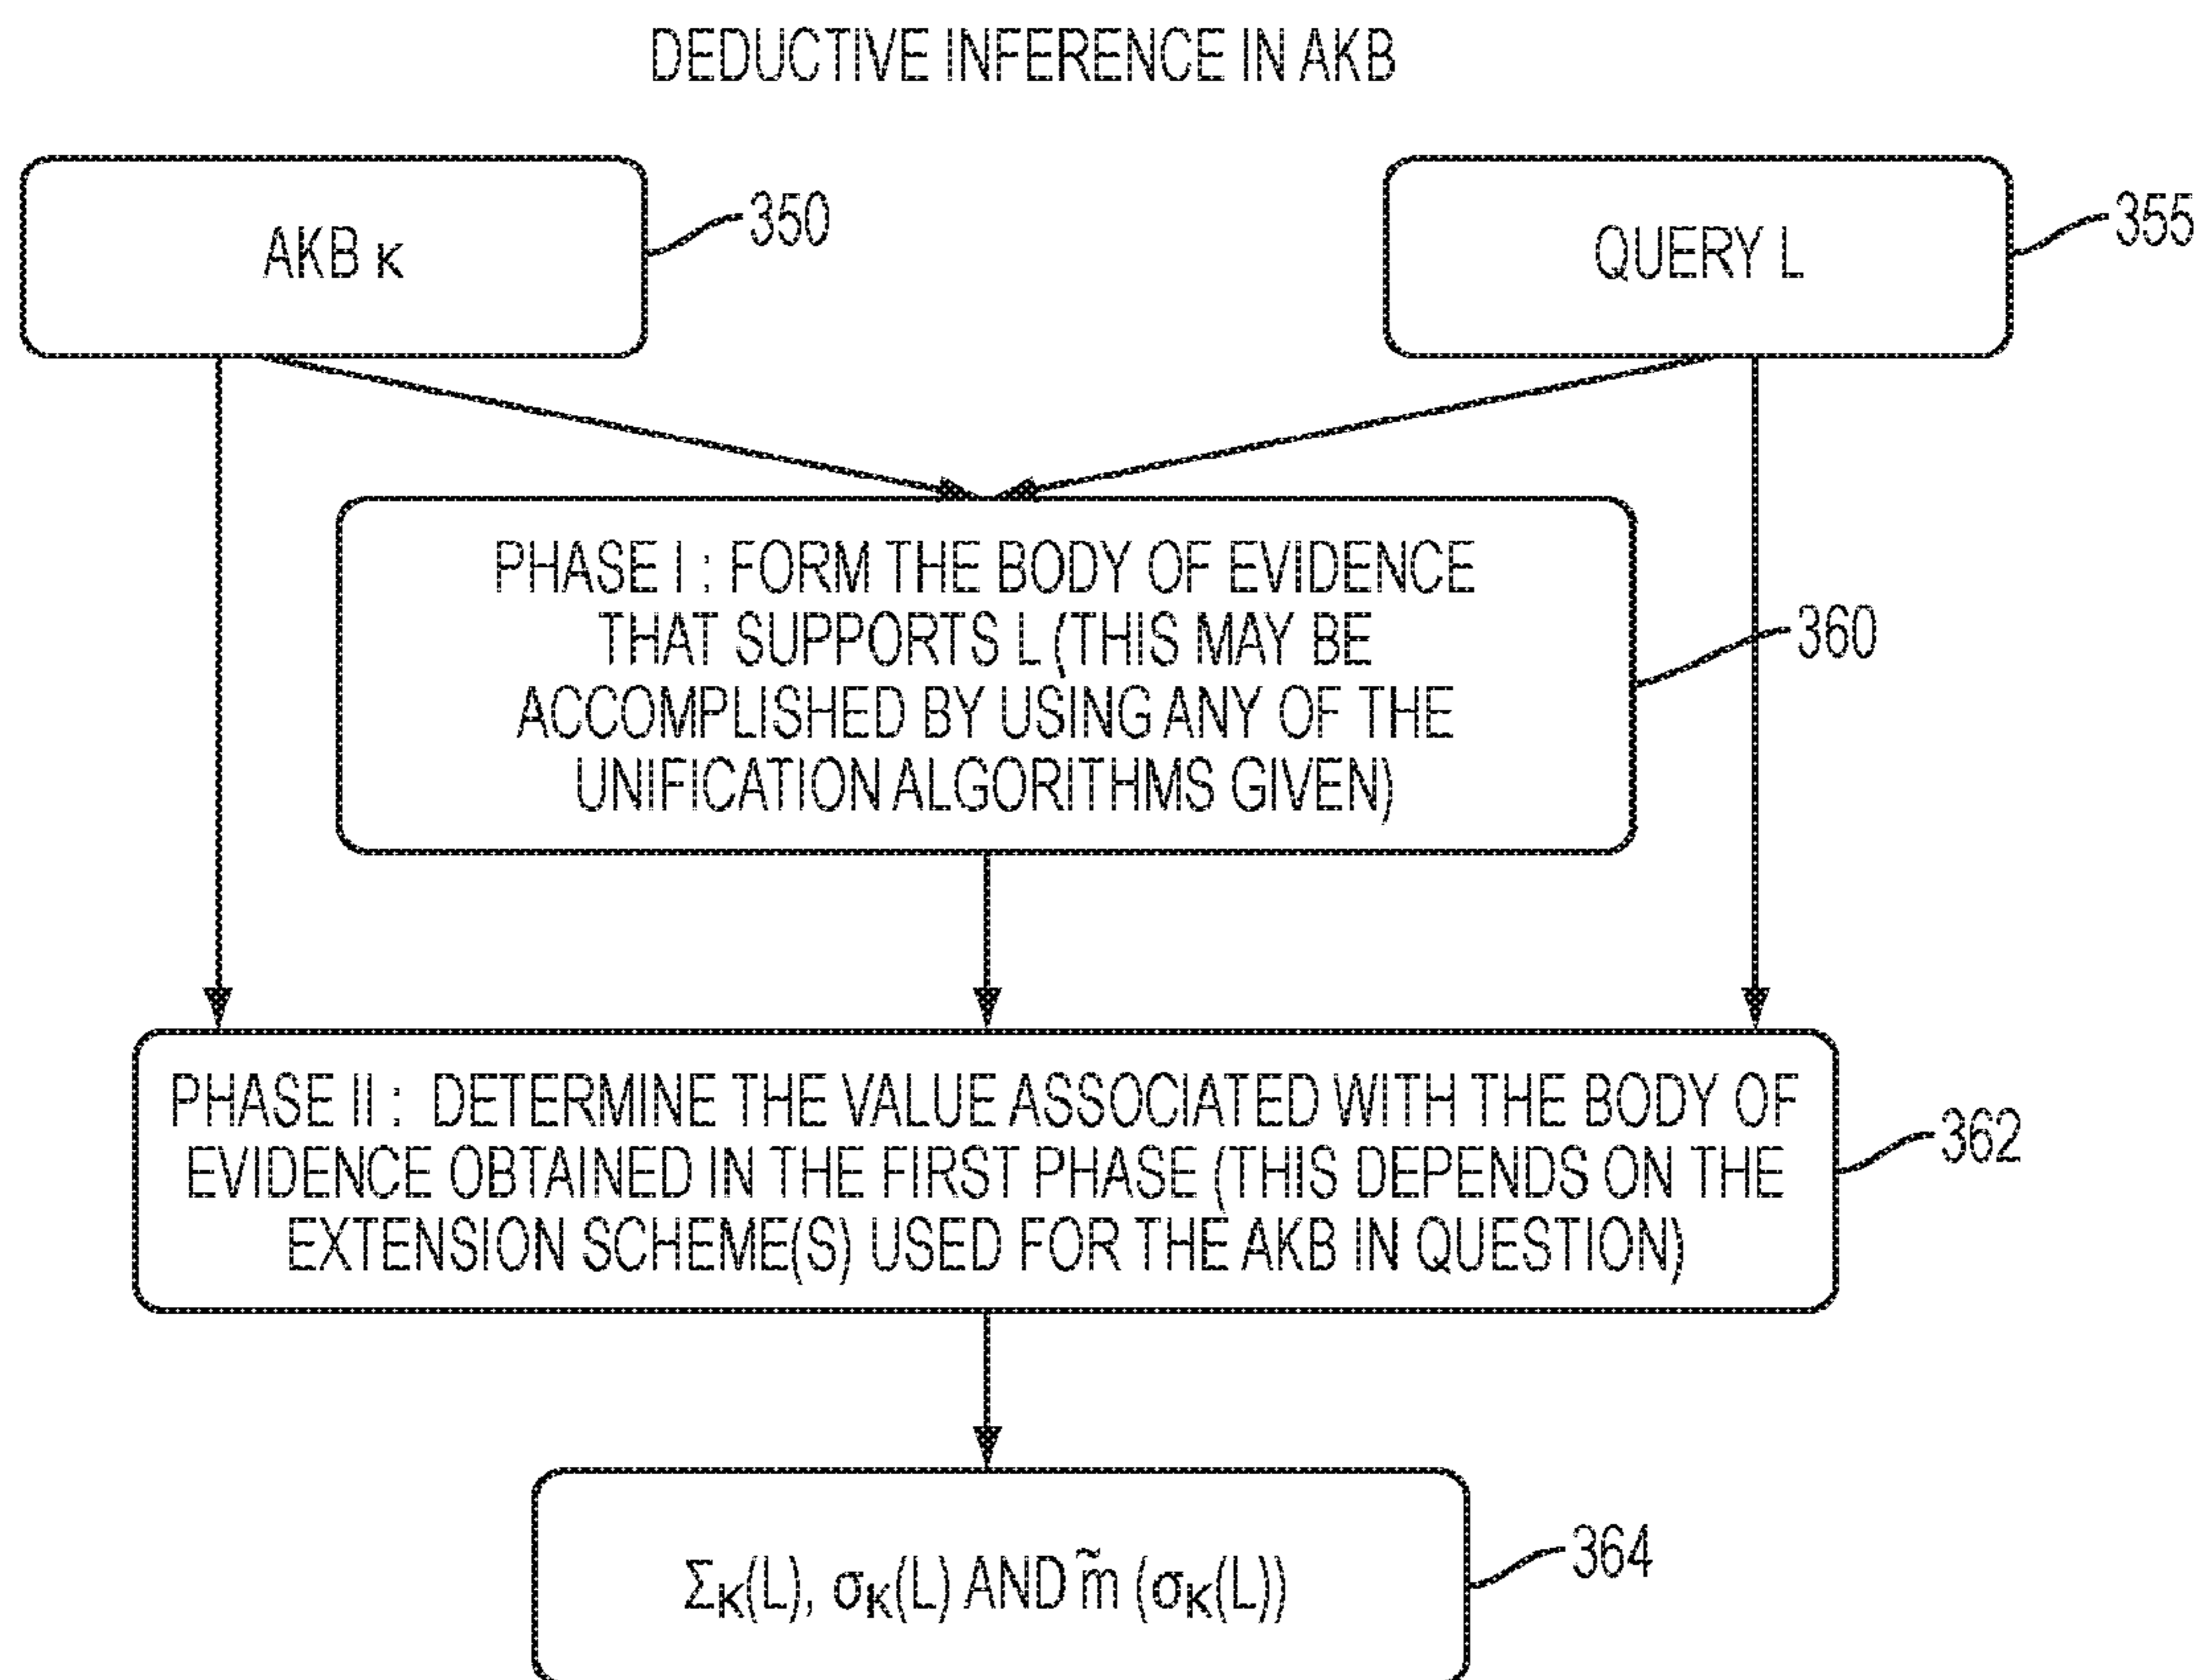 DEDUCTIVE INFERENCE IN AKB
AKB κ
350
QUERY L
355
PHASE I : FORM THE BODY OF EVIDENCE
THAT SUPPORTS L (THIS MAY BE
ACCOMPLISHED BY USING ANY OF THE
UNIFICATION ALGORITHMS GIVEN)
360
PHASE II : DETERMINE THE VALUE ASSOCIATED WITH THE BODY OF
EVIDENCE OBTAINED IN THE FIRST PHASE (THIS DEPENDS ON THE
EXTENSION SCHEME(S) USED FOR THE AKB IN QUESTION)
362
Σκ(L), σκ(L) AND m̃ (σκ(L))
364